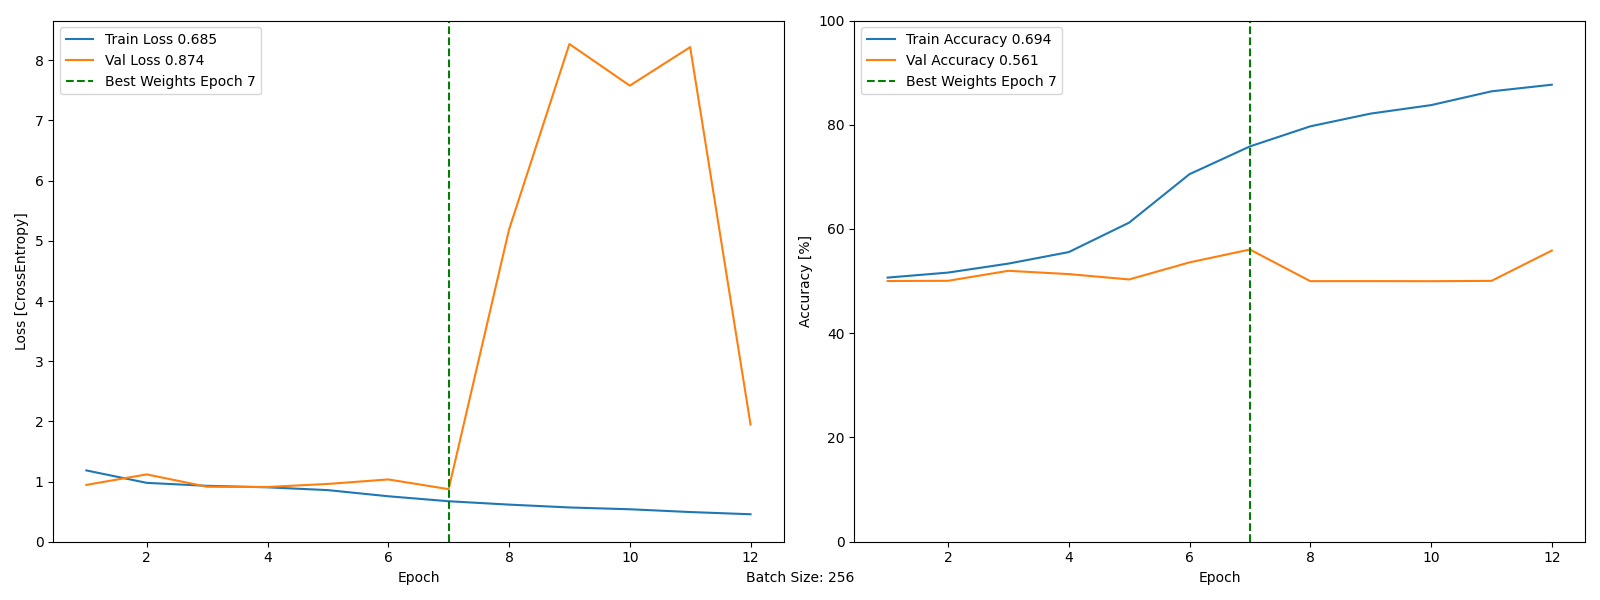 Train Loss 0.685
Val Loss 0.874
Best Weights Epoch 7
8
7
6
5
4
3
2
1
0
Loss [CrossEntropy]
2 4 6 8 10 12
Epoch
Train Accuracy 0.694
Val Accuracy 0.561
Best Weights Epoch 7
100
80
60
40
20
0
Accuracy [%]
2 4 6 8 10 12
Epoch
Batch Size: 256